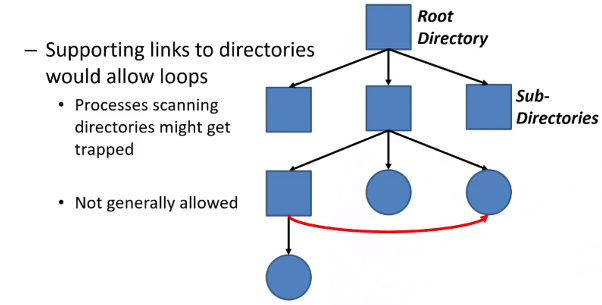 – Supporting links to directories
would allow loops
• Processes scanning
directories might get
trapped
• Not generally allowed
Root
Directory
Sub-
Directories